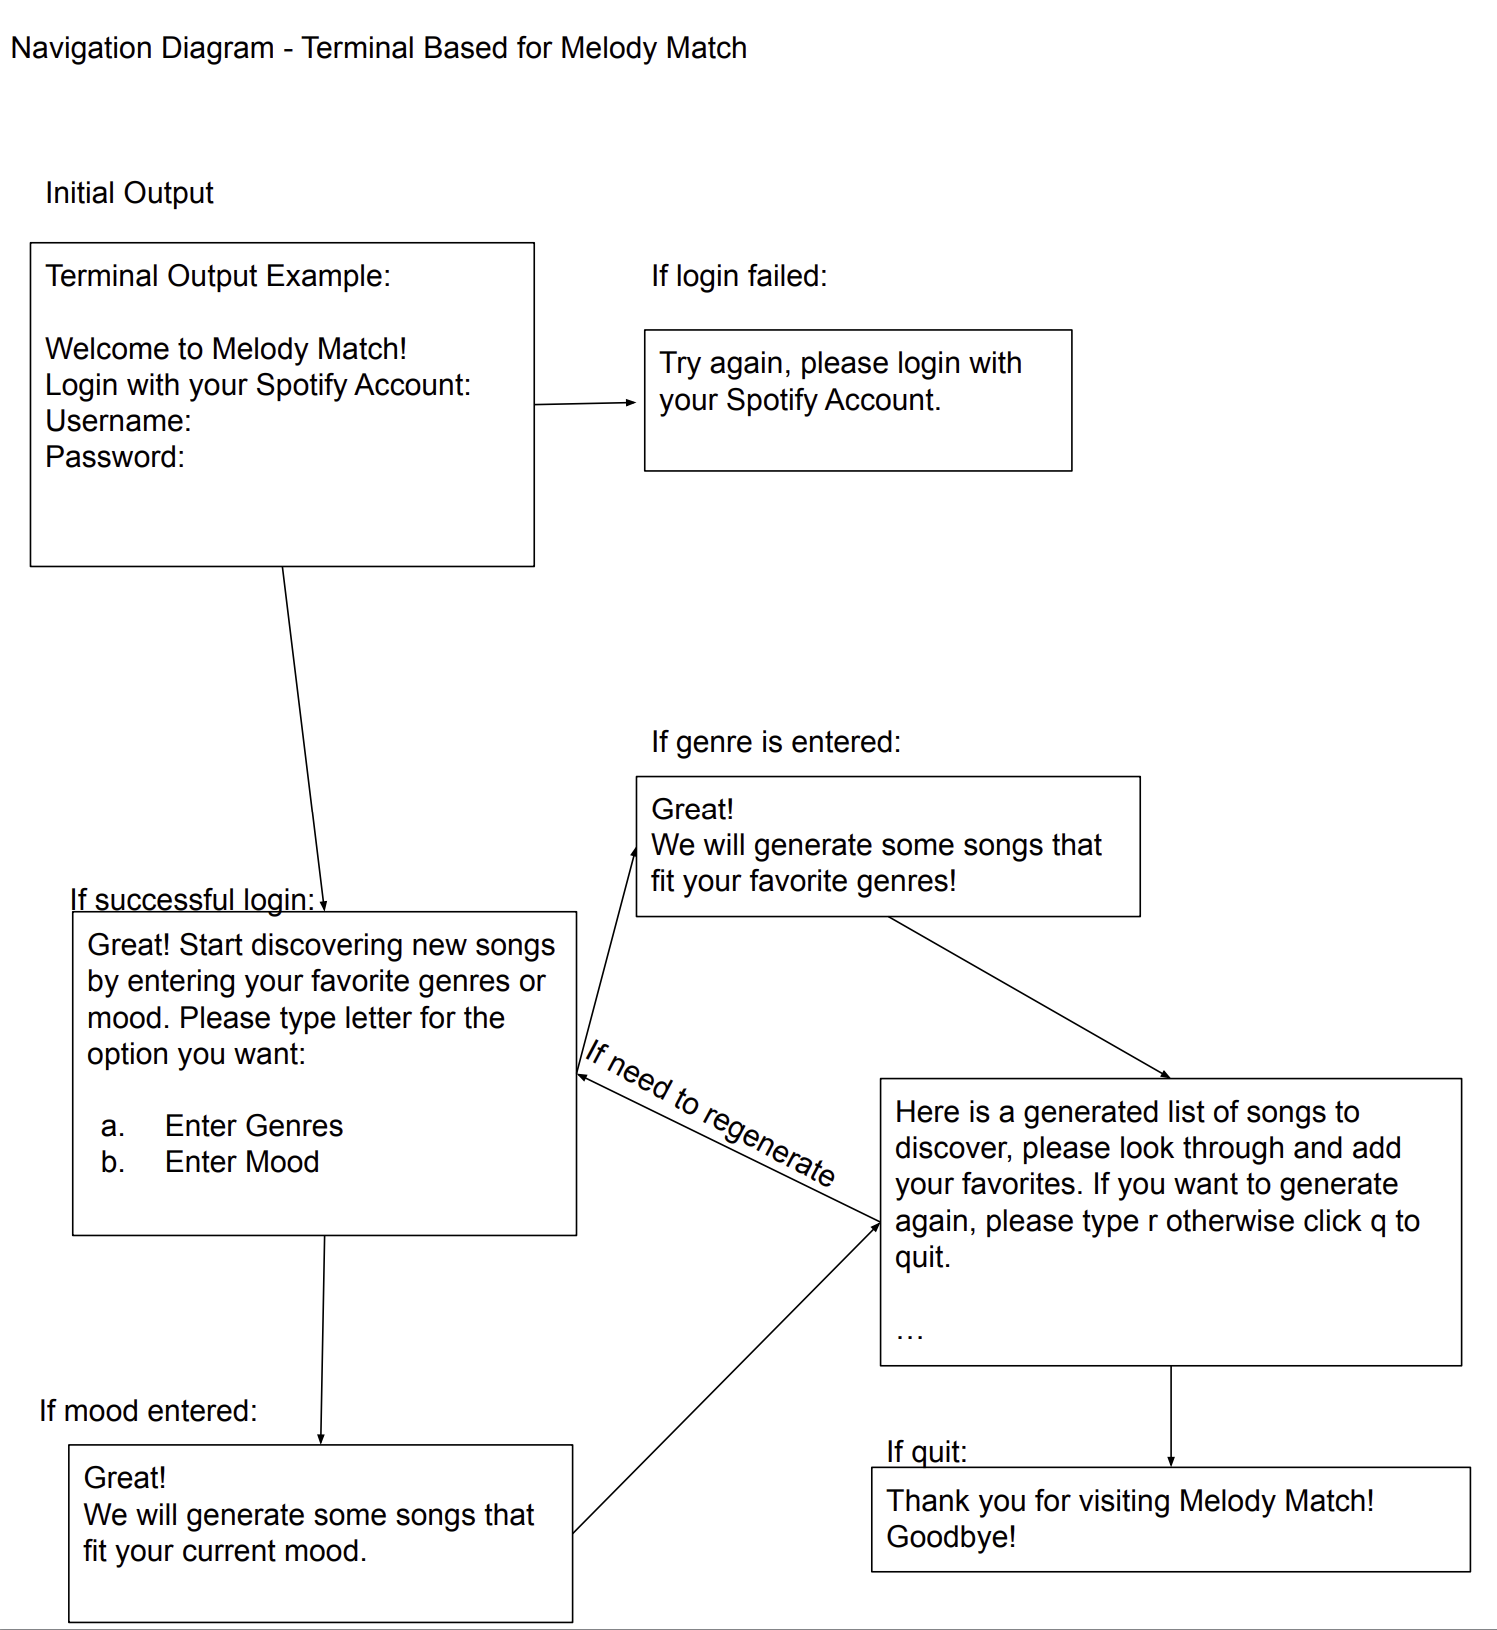 Navigation Diagram - Terminal Based for Melody Match
Initial Output
Terminal Output Example:
Welcome to Melody Match!
Login with your Spotify Account:
Username:
Password:
If login failed:
Try again, please login with
your Spotify Account.
If successful login:
Great! Start discovering new songs
by entering your favorite genres or
mood. Please type letter for the
option you want:
a. Enter Genres
b. Enter Mood
If genre is entered:
Great!
We will generate some songs that
fit your favorite genres!
If need to regenerate
Here is a generated list of songs to
discover, please look through and add
your favorites. If you want to generate
again, please type r otherwise click q to
quit.
…
If mood entered:
Great!
We will generate some songs that
fit your current mood.
If quit:
Thank you for visiting Melody Match!
Goodbye!